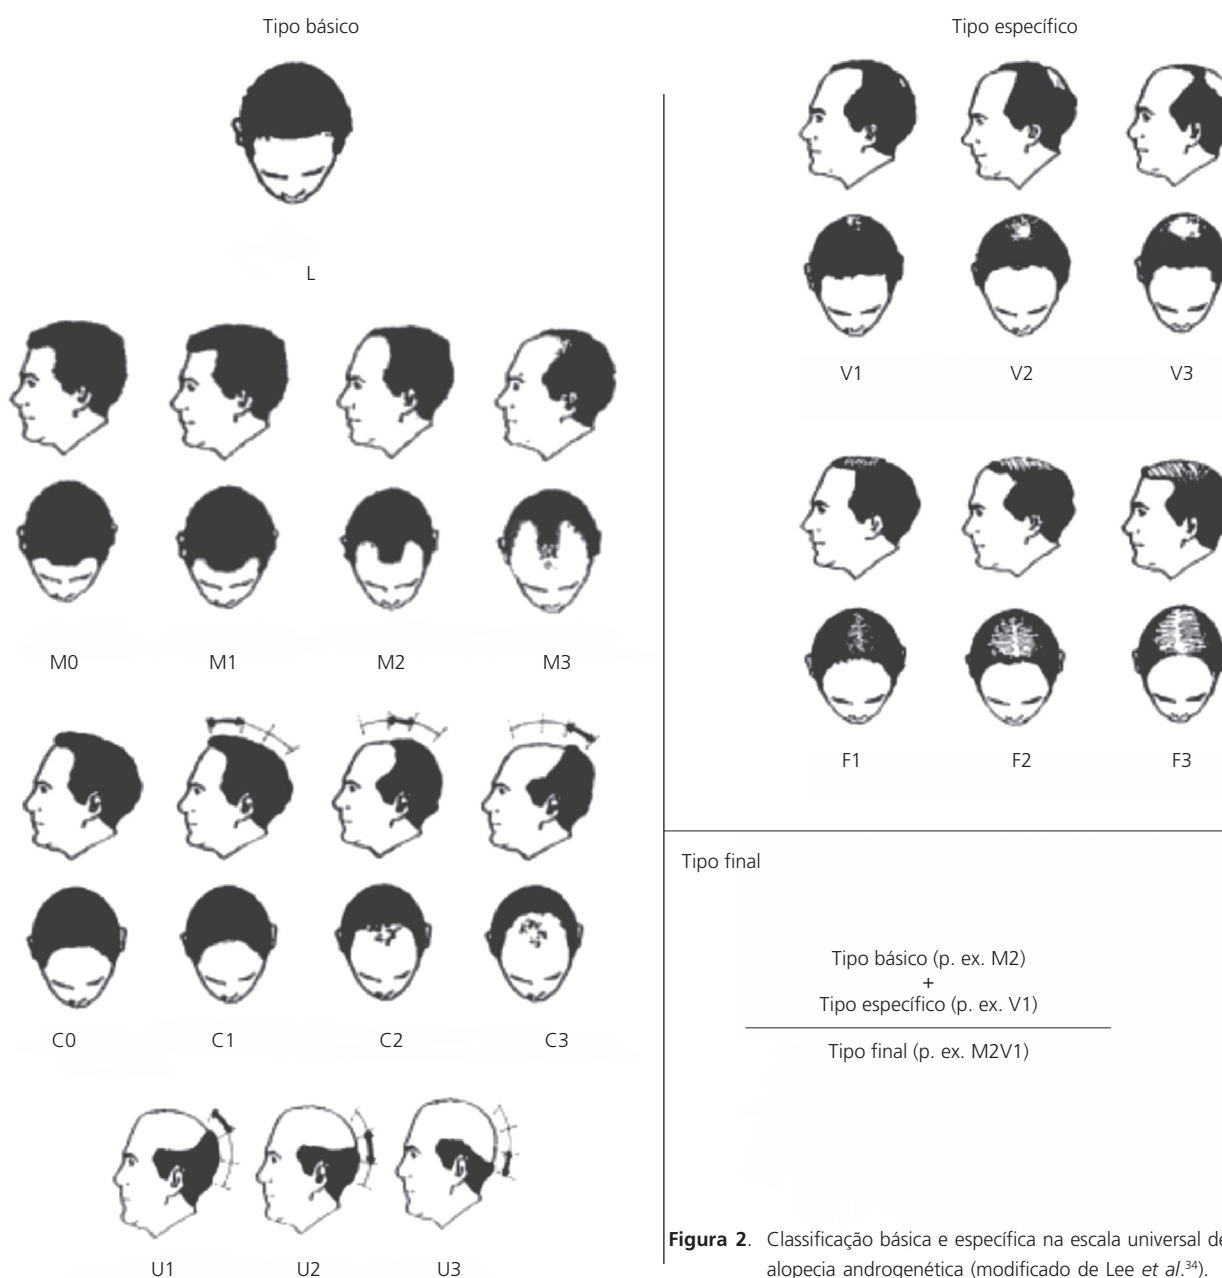 Tipo básico
L
M0 M1 M2 M3
C0 C1 C2 C3
U1 U2 U3
Tipo específico
V1 V2 V3
F1 F2 F3
Tipo final
Tipo básico (p. ex. M2)
+
Tipo específico (p. ex. V1)
Tipo final (p. ex. M2V1)
Figura 2. Classificação básica e específica na escala universal de
alopecia androgenética (modificado de Lee et al.³⁴).